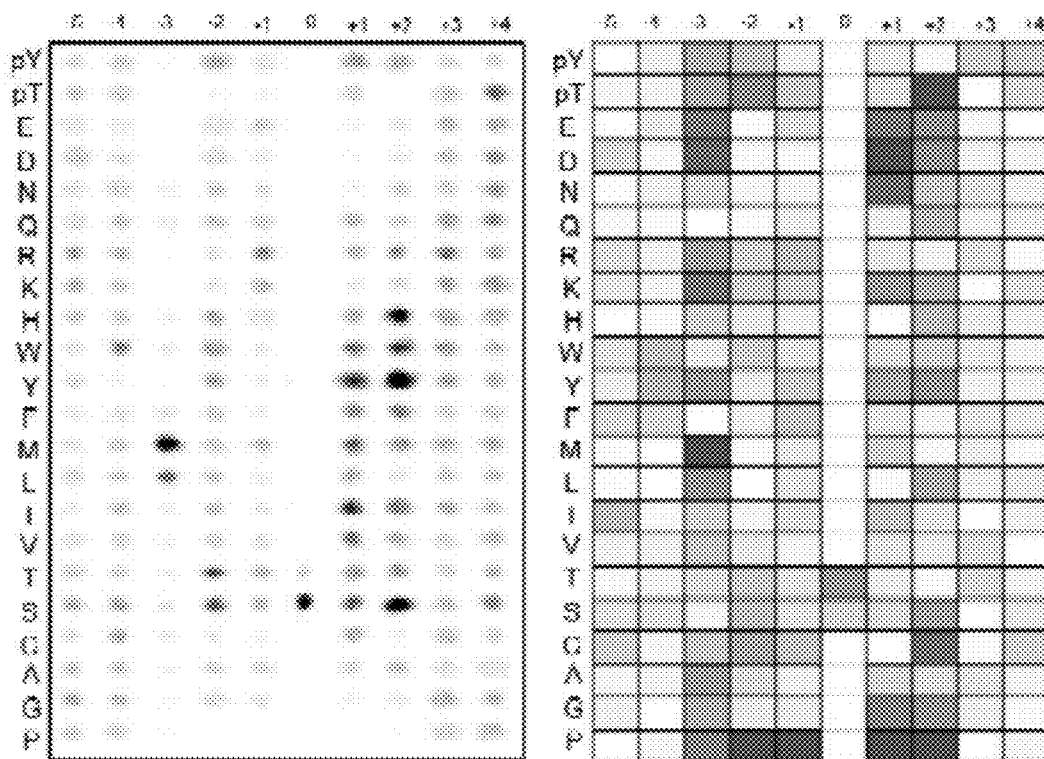 -5 -4 -3 -2 -1 0 +1 +2 +3 +4 -5 -4 -3 -2 -1 0 +1 +2 +3 +4
pY pY
pT pT
E E
D D
N N
Q Q
R R
K K
H H
W W
Y Y
F F
M M
L L
I I
V V
T T
S S
C C
A A
G G
P P